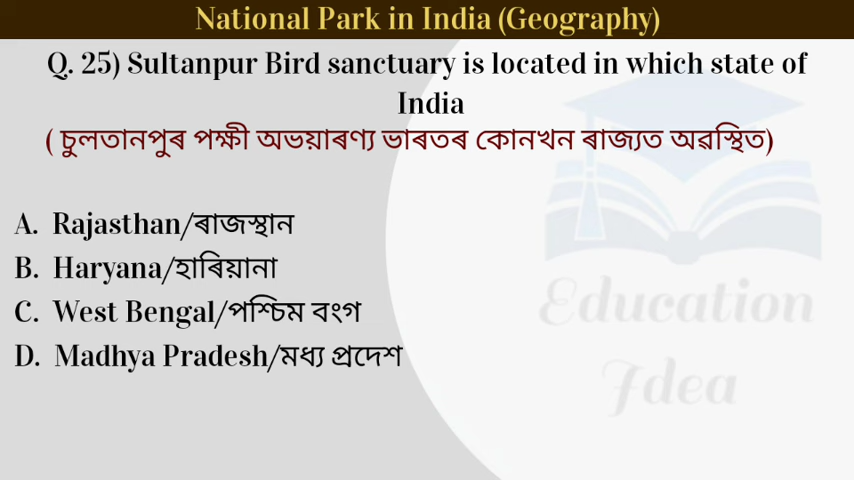 National Park in India (Geography)
Q. 25) Sultanpur Bird sanctuary is located in which state of
India
( চুলতানপুৰ পক্ষী অভয়াৰণ্য ভাৰতৰ কোনখন ৰাজ্যত অৱস্থিত)
A. Rajasthan/ৰাজস্থান
B. Haryana/হাৰিয়ানা
C. West Bengal/পশ্চিম বংগ
D. Madhya Pradesh/মধ্য প্ৰদেশ
Education
Idea